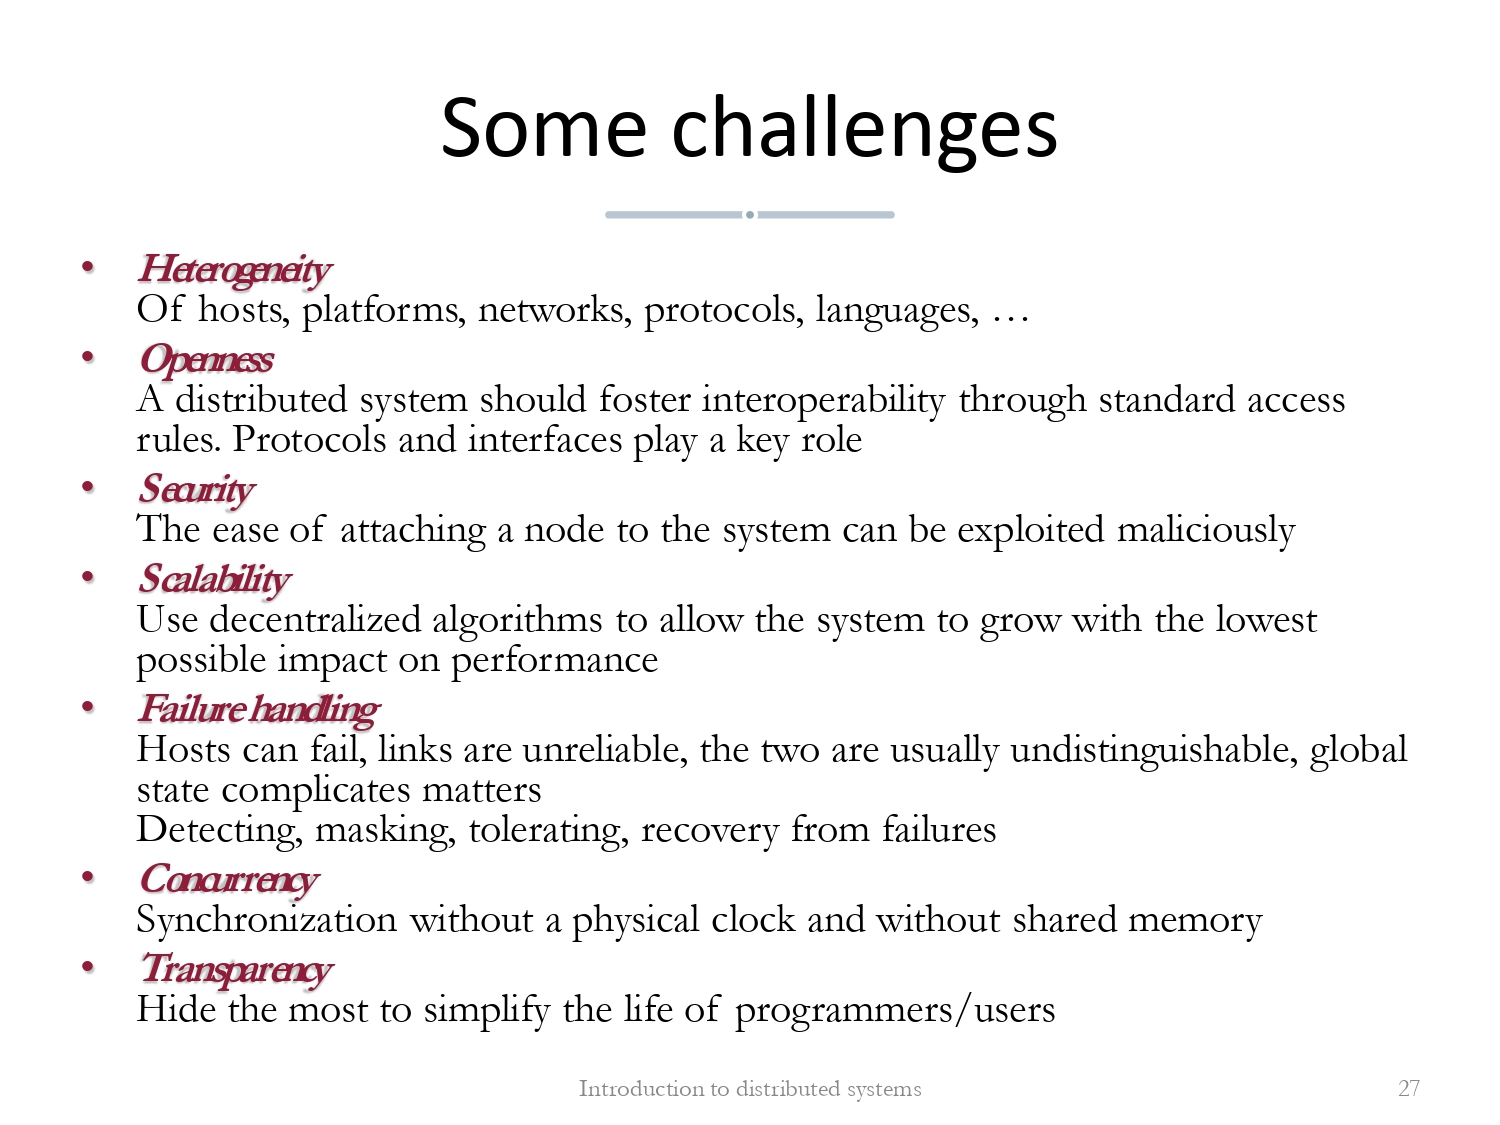 Some challenges
• Heterogeneity
Of hosts, platforms, networks, protocols, languages, …
• Openness
A distributed system should foster interoperability through standard access
rules. Protocols and interfaces play a key role
• Security
The ease of attaching a node to the system can be exploited maliciously
• Scalability
Use decentralized algorithms to allow the system to grow with the lowest
possible impact on performance
• Failure handling
Hosts can fail, links are unreliable, the two are usually undistinguishable, global
state complicates matters
Detecting, masking, tolerating, recovery from failures
• Concurrency
Synchronization without a physical clock and without shared memory
• Transparency
Hide the most to simplify the life of programmers/users
Introduction to distributed systems
27